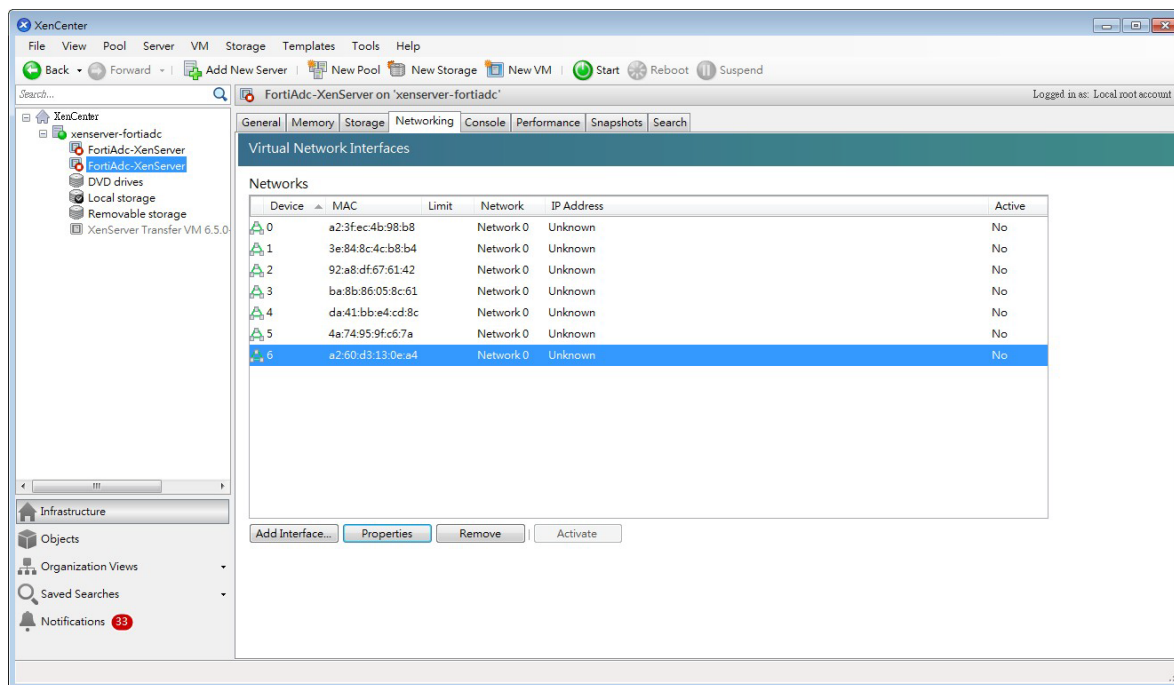 XenCenter
File View Pool Server VM Storage Templates Tools Help
Back Forward Add New Server New Pool New Storage New VM Start Reboot Suspend
Search...
FortiAdc-XenServer on 'xenserver-fortiadc' Logged in as: Local root account
XenCenter
xenserver-fortiadc
FortiAdc-XenServer
FortiAdc-XenServer
DVD drives
Local storage
Removable storage
XenServer Transfer VM 6.5.0-
General Memory Storage Networking Console Performance Snapshots Search
Virtual Network Interfaces
Networks
Device MAC Limit Network IP Address Active
0 a2:3f:ec:4b:98:b8 Network 0 Unknown No
1 3e:84:8c:4c:b8:b4 Network 0 Unknown No
2 92:a8:df:67:61:42 Network 0 Unknown No
3 ba:8b:86:05:8c:61 Network 0 Unknown No
4 da:41:bb:e4:cd:8c Network 0 Unknown No
5 4a:74:95:9f:c6:7a Network 0 Unknown No
6 a2:60:d3:13:0e:a4 Network 0 Unknown No
Add Interface... Properties Remove Activate
Infrastructure
Objects
Organization Views
Saved Searches
Notifications 33